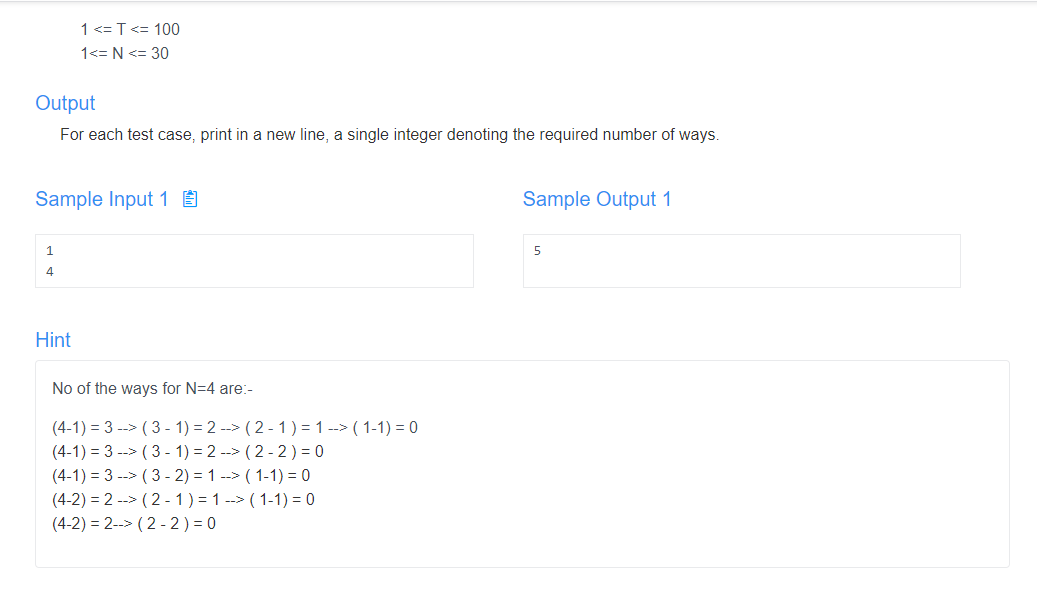 1 <= T <= 100
1<= N <= 30
Output
For each test case, print in a new line, a single integer denoting the required number of ways.
Sample Input 1
Sample Output 1
1
4
5
Hint
No of the ways for N=4 are:-
(4-1) = 3 --> ( 3 - 1) = 2 --> ( 2 - 1 ) = 1 --> ( 1-1) = 0
(4-1) = 3 --> ( 3 - 1) = 2 --> ( 2 - 2 ) = 0
(4-1) = 3 --> ( 3 - 2) = 1 --> ( 1-1) = 0
(4-2) = 2 --> ( 2 - 1 ) = 1 --> ( 1-1) = 0
(4-2) = 2--> ( 2 - 2 ) = 0